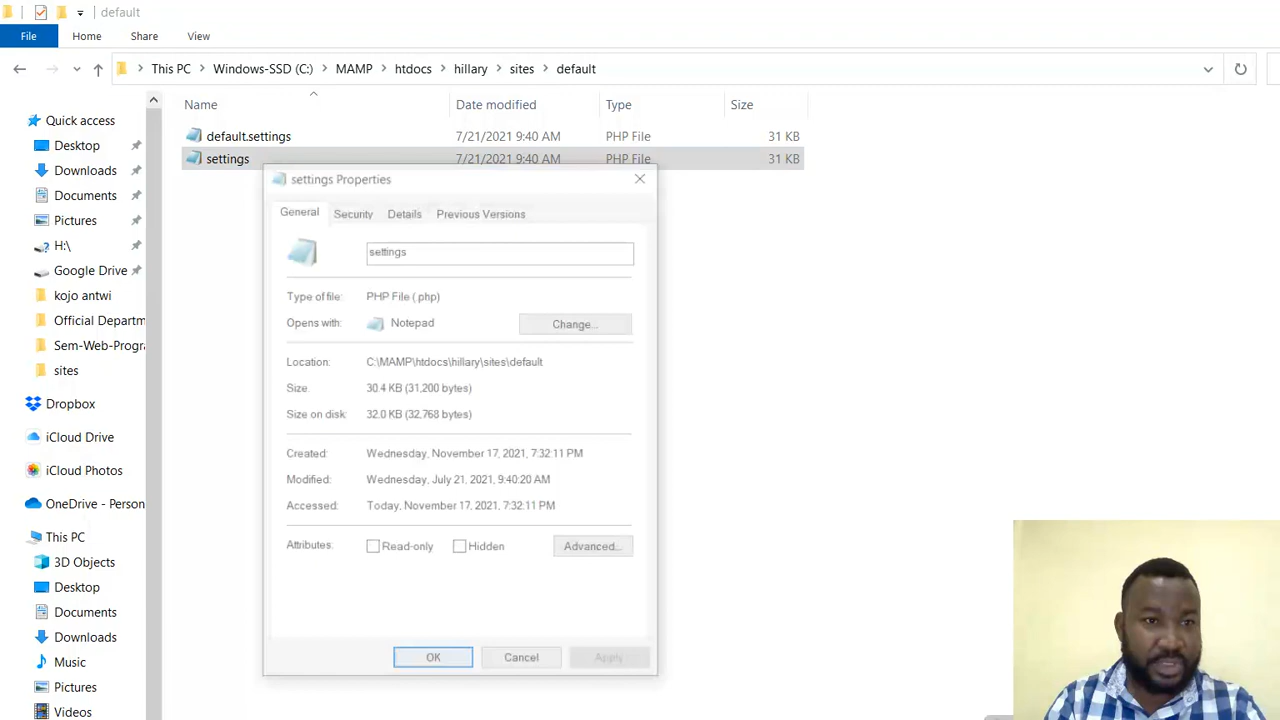 default
File Home Share View
This PC Windows-SSD (C:) MAMP htdocs hillary sites default
Name Date modified Type Size
Quick access
Desktop
Downloads
Documents
Pictures
H:\
Google Drive
kojo antwi
Official Departm
Sem-Web-Progra
sites
Dropbox
iCloud Drive
iCloud Photos
OneDrive - Person
This PC
3D Objects
Desktop
Documents
Downloads
Music
Pictures
Videos
default.settings 7/21/2021 9:40 AM PHP File 31 KB
settings 7/21/2021 9:40 AM PHP File 31 KB
settings Properties
General Security Details Previous Versions
settings
Type of file: PHP File (.php)
Opens with: Notepad Change...
Location: C:\MAMP\htdocs\hillary\sites\default
Size: 30.4 KB (31,200 bytes)
Size on disk: 32.0 KB (32,768 bytes)
Created: Wednesday, November 17, 2021, 7:32:11 PM
Modified: Wednesday, July 21, 2021, 9:40:20 AM
Accessed: Today, November 17, 2021, 7:32:11 PM
Attributes: Read-only Hidden Advanced...
OK Cancel Apply